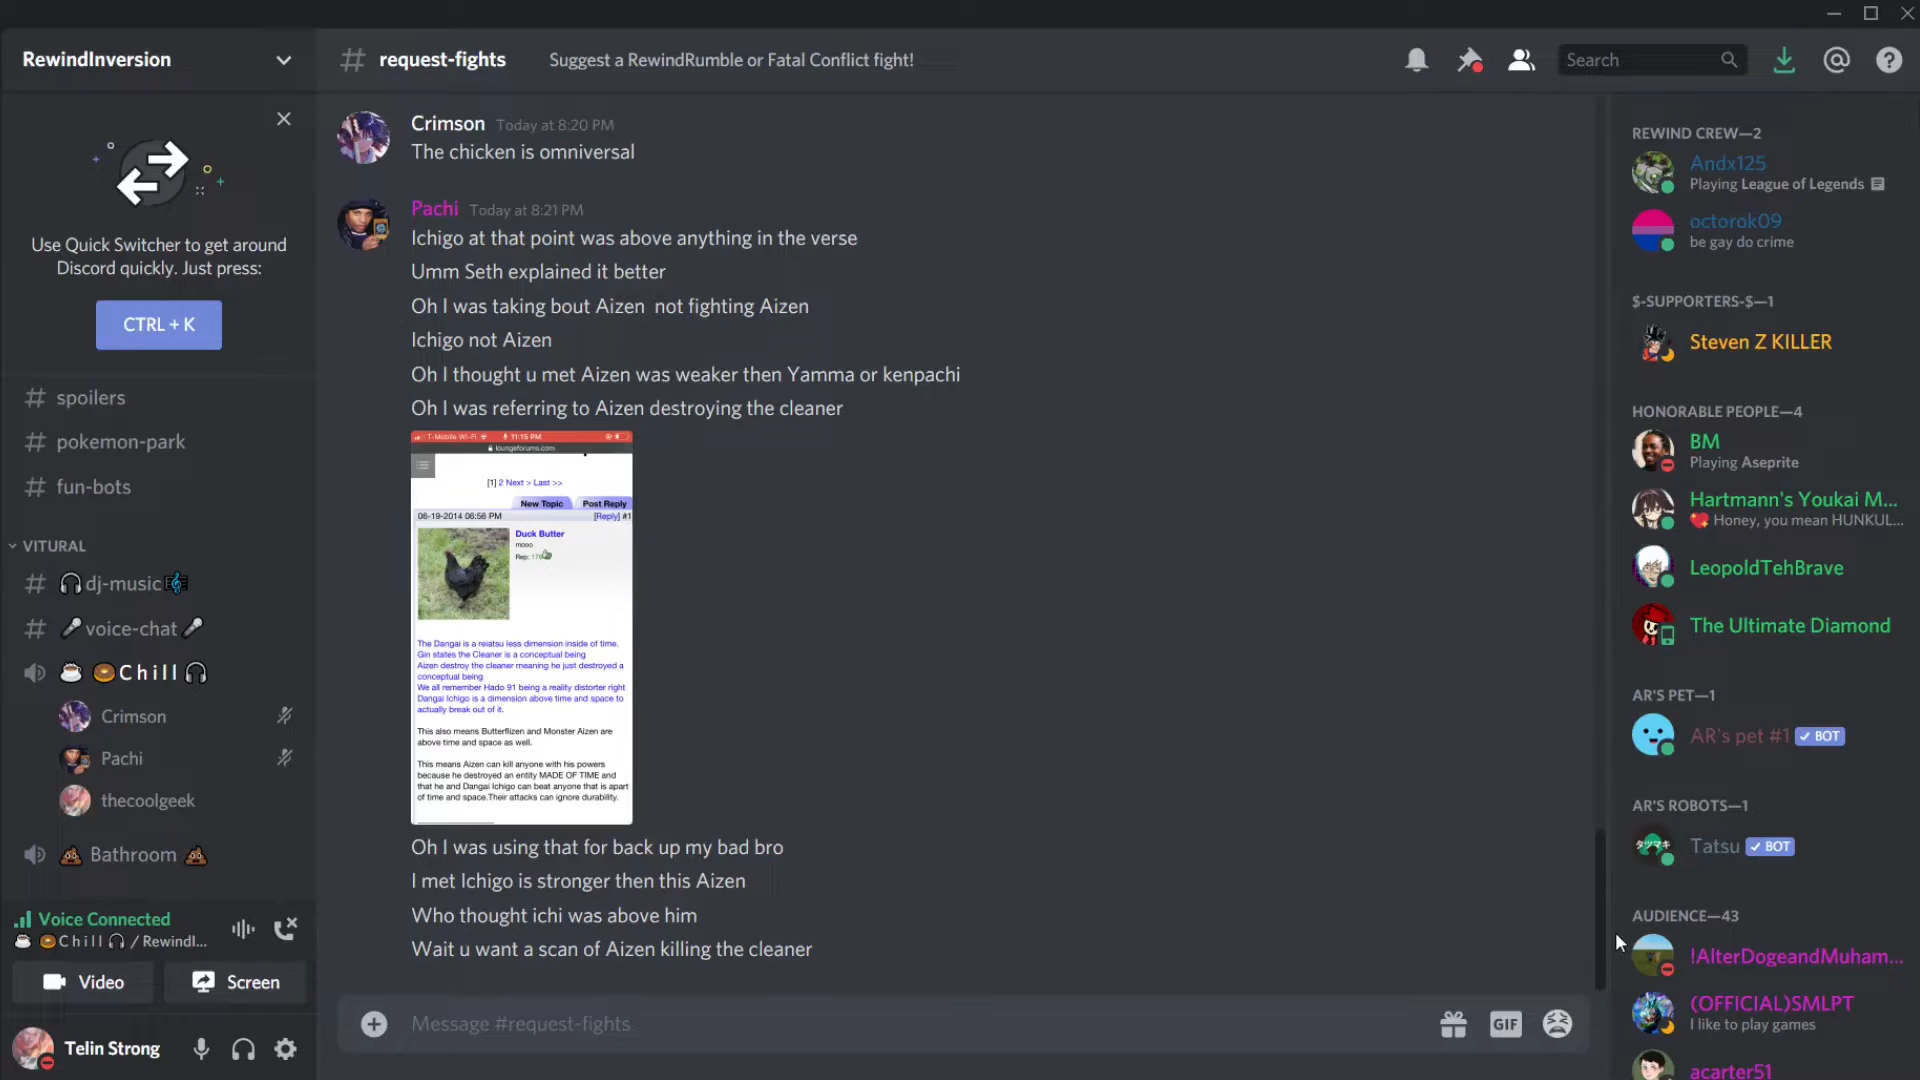 RewindInversion
request-fights
Suggest a RewindRumble or Fatal Conflict fight!
Search
Use Quick Switcher to get around
Discord quickly. Just press:
CTRL + K
spoilers
pokemon-park
fun-bots
VITURAL
dj-music
voice-chat
Chill
Crimson
Pachi
thecoolgeek
Bathroom
Voice Connected
Chill / RewindI...
Video
Screen
Telin Strong
Crimson Today at 8:20 PM
The chicken is omniversal
Pachi Today at 8:21 PM
Ichigo at that point was above anything in the verse
Umm Seth explained it better
Oh I was taking bout Aizen not fighting Aizen
Ichigo not Aizen
Oh I thought u met Aizen was weaker then Yamma or kenpachi
Oh I was referring to Aizen destroying the cleaner
T-Mobile Wi-Fi 11:15 PM
loungeforums.com
[1] 2 Next > Last >>
New Topic Post Reply
06-19-2014 06:56 PM [Reply] #1
Duck Butter
mooo
Rep:
The Dangai is a reiatsu less dimension inside of time.
Gin states the Cleaner is a conceptual being
Aizen destroy the cleaner meaning he just destroyed a
conceptual being
We all remember Hado 91 being a reality distorter right
Dangai Ichigo is a dimension above time and space to
actually break out of it.
This also means Butterflizen and Monster Aizen are
above time and space as well.
This means Aizen can kill anyone with his powers
because he destroyed an entity MADE OF TIME and
that he and Dangai Ichigo can beat anyone that is apart
of time and space.Their attacks can ignore durability.
Oh I was using that for back up my bad bro
I met Ichigo is stronger then this Aizen
Who thought ichi was above him
Wait u want a scan of Aizen killing the cleaner
Message #request-fights
GIF
REWIND CREW—2
Andx125
Playing League of Legends
octorok09
be gay do crime
$-SUPPORTERS-$—1
Steven Z KILLER
HONORABLE PEOPLE—4
BM
Playing Aseprite
Hartmann's Youkai M...
Honey, you mean HUNKUL...
LeopoldTehBrave
The Ultimate Diamond
AR'S PET—1
AR's pet #1 BOT
AR'S ROBOTS—1
タツマキ
Tatsu BOT
AUDIENCE—43
!AlterDogeandMuham...
(OFFICIAL)SMLPT
I like to play games
acarter51